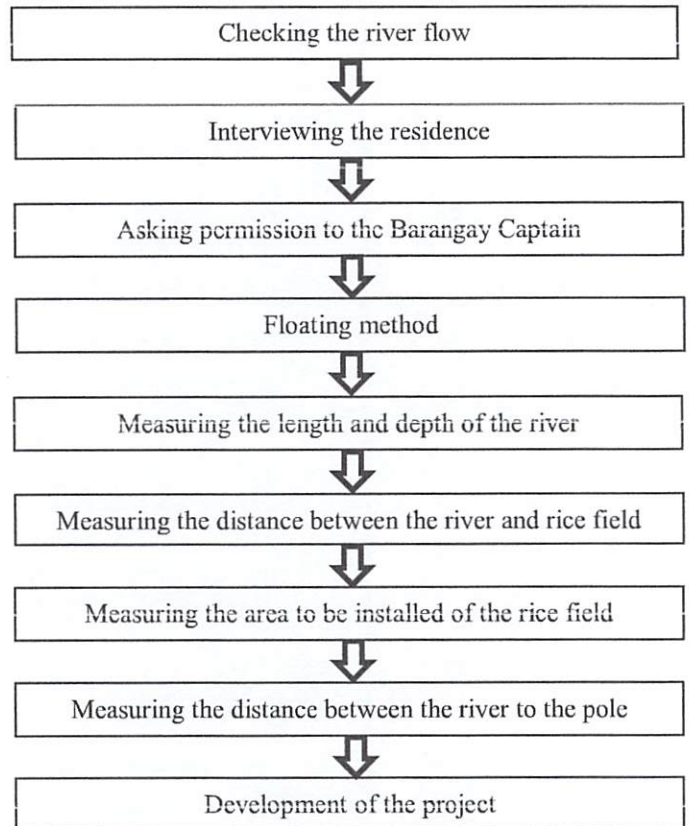 Checking the river flow
Interviewing the residence
Asking permission to the Barangay Captain
Floating method
Measuring the length and depth of the river
Measuring the distance between the river and rice field
Measuring the area to be installed of the rice field
Measuring the distance between the river to the pole
Development of the project